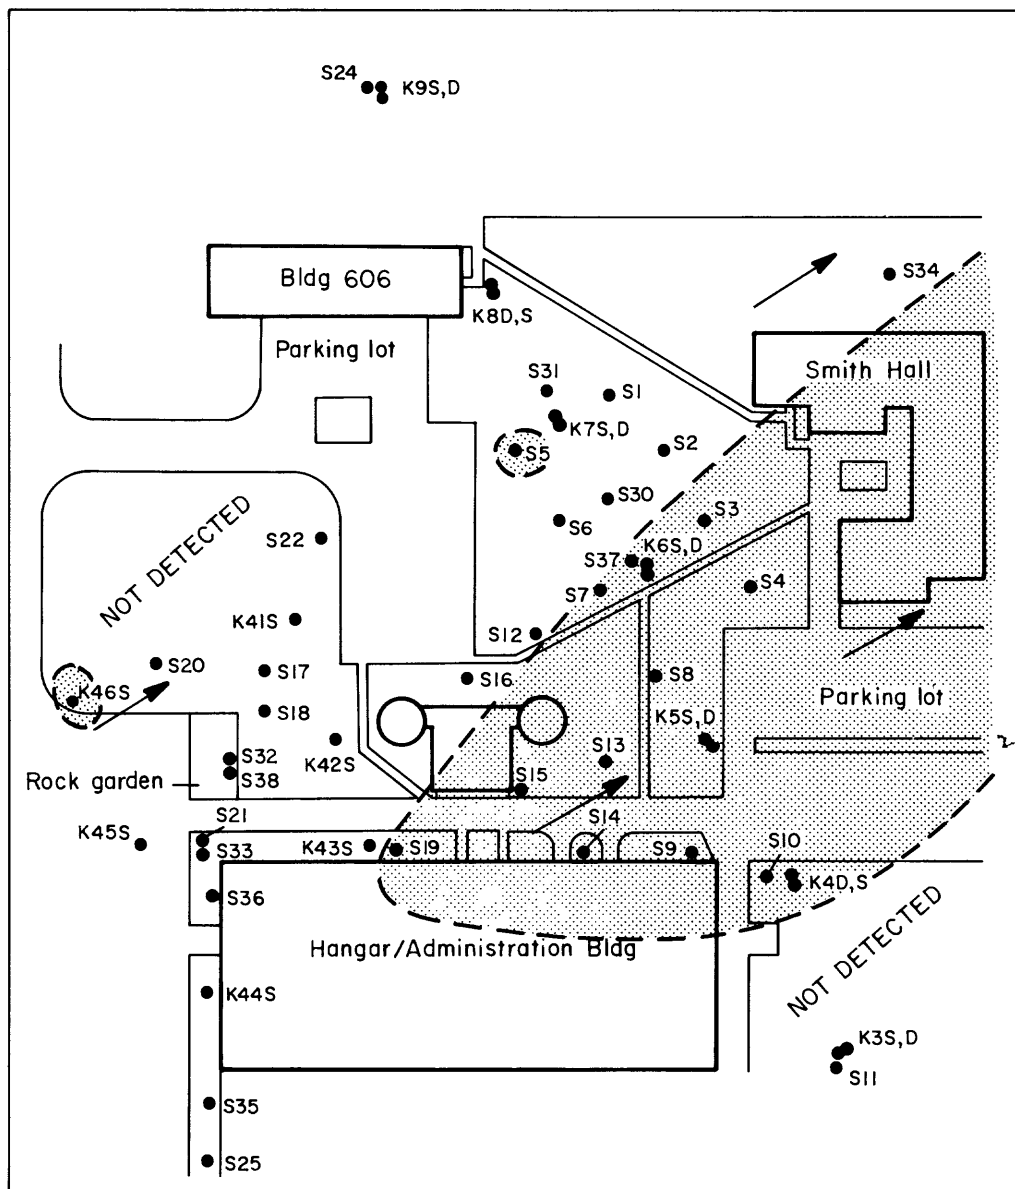 S24
K9S,D
Bldg 606
S34
K8D,S
Parking lot
Smith Hall
S31
S1
K7S,D
S5
S2
S30
S3
S6
NOT DETECTED
S22
K6S,D
S37
S7
S4
K41S
S12
S20
S17
S16
S8
K46S
S18
Parking lot
K5S,D
K42S
S13
S32
S38
Rock garden
S15
S21
K45S
S33
K43S
S19
S14
S9
S10
K4D,S
S36
NOT DETECTED
Hangar/Administration Bldg
K44S
K3S,D
S11
S35
S25